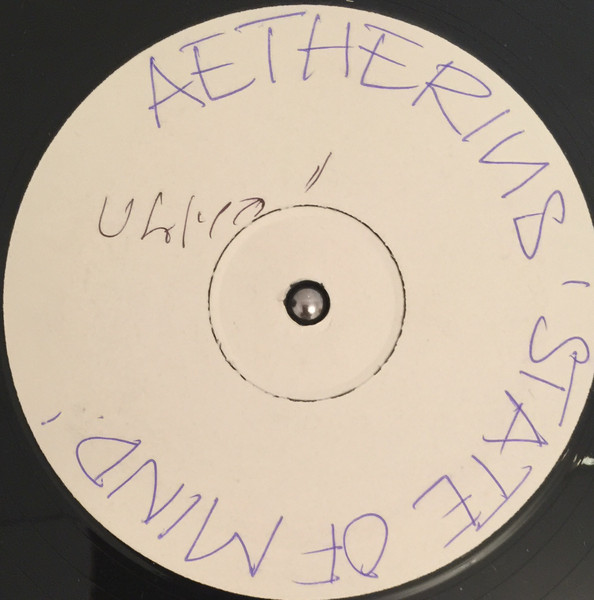 AETHERIUS 'STATE OF MIND'